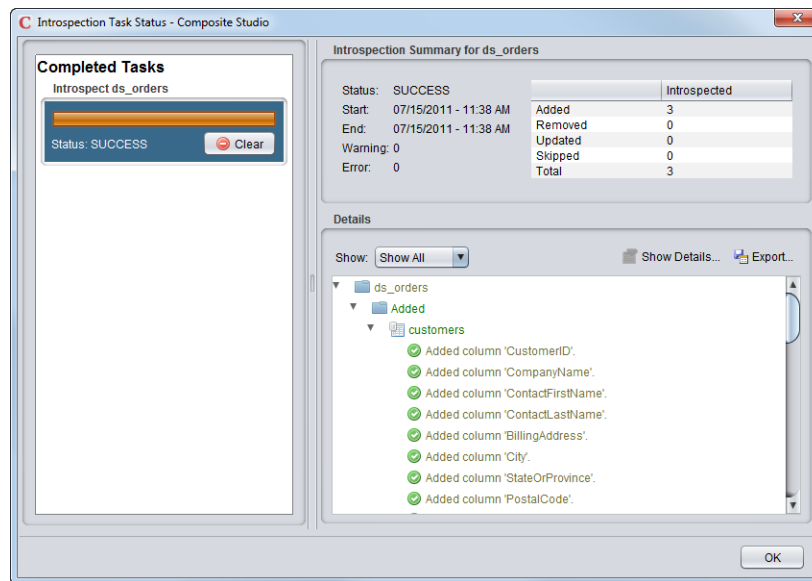 C Introspection Task Status - Composite Studio
Completed Tasks
Introspect ds_orders
Status: SUCCESS
Clear
Introspection Summary for ds_orders
Status: SUCCESS
Start: 07/15/2011 - 11:38 AM
End: 07/15/2011 - 11:38 AM
Warning: 0
Error: 0
Introspected
Added 3
Removed 0
Updated 0
Skipped 0
Total 3
Details
Show: Show All
Show Details...
Export...
ds_orders
Added
customers
Added column 'CustomerID'.
Added column 'CompanyName'.
Added column 'ContactFirstName'.
Added column 'ContactLastName'.
Added column 'BillingAddress'.
Added column 'City'.
Added column 'StateOrProvince'.
Added column 'PostalCode'.
OK